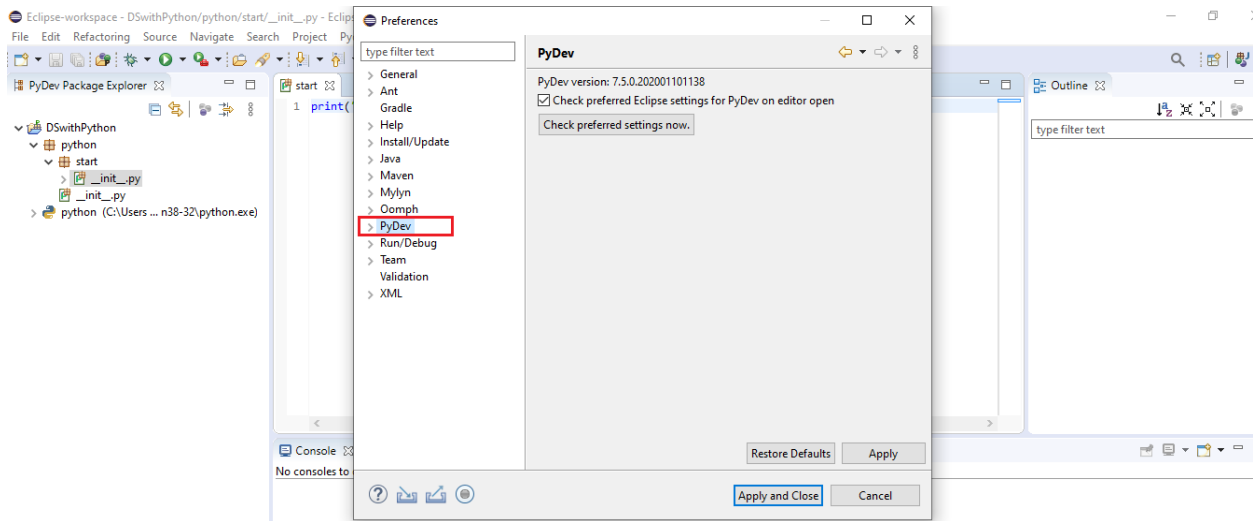 Eclipse-workspace - DSwithPython/python/start/__init__.py - Eclip
File Edit Refactoring Source Navigate Search Project Py
PyDev Package Explorer
DSwithPython
python
start
__init__.py
__init__.py
python (C:\Users ... n38-32\python.exe)
start
1 print(
Console
No consoles to
Preferences
type filter text
General
Ant
Gradle
Help
Install/Update
Java
Maven
Mylyn
Oomph
PyDev
Run/Debug
Team
Validation
XML
PyDev
PyDev version: 7.5.0.202001101138
Check preferred Eclipse settings for PyDev on editor open
Check preferred settings now.
Restore Defaults Apply
Apply and Close Cancel
Outline
type filter text